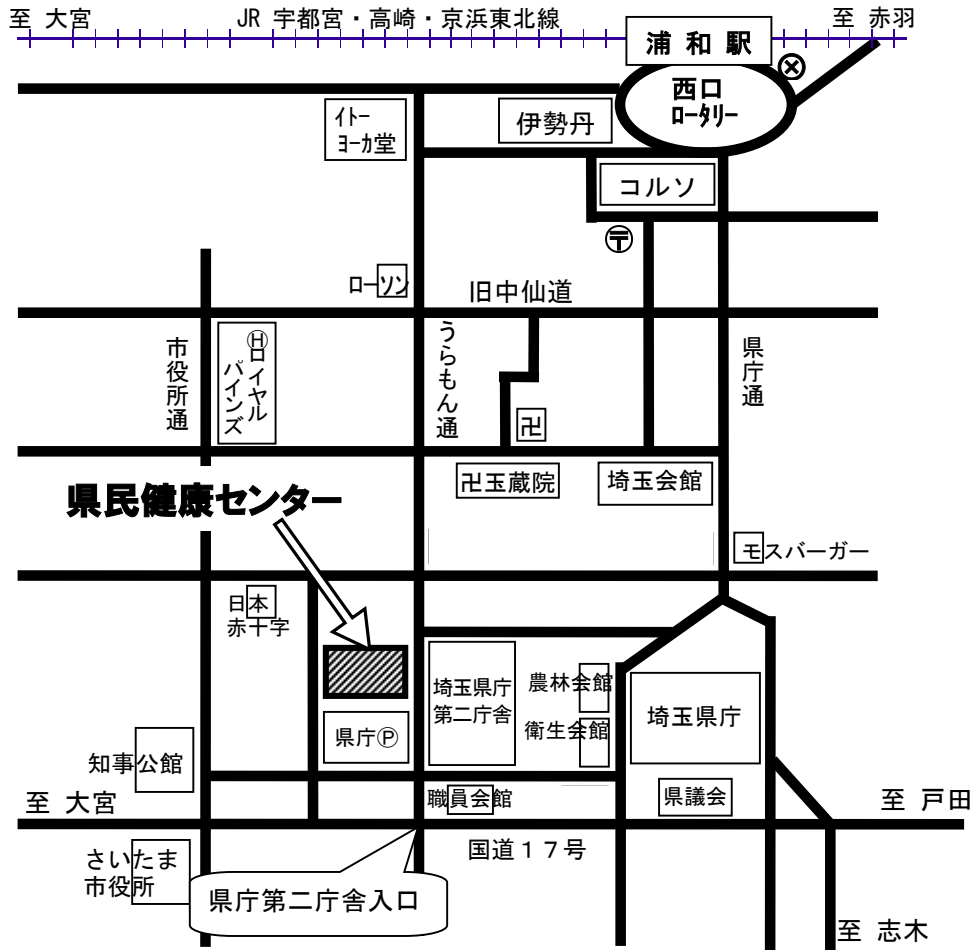 至 大宮
JR 宇都宮・高崎・京浜東北線
至 赤羽
浦 和 駅
西口
ﾛｰﾀﾘｰ
ｲﾄｰ
ﾖｰｶ堂
伊勢丹
コルソ
〒
ローソン
旧中仙道
市役所通
Ⓗロイヤル
パインズ
うらもん通
県庁通
卍
卍玉蔵院
埼玉会館
県民健康センター
モスバーガー
日本
赤十字
埼玉県庁
第二庁舎
農林会館
衛生会館
埼玉県庁
県庁Ⓟ
知事公館
職員会館
県議会
至 大宮
至 戸田
国道１７号
さいたま
市役所
県庁第二庁舎入口
至 志木